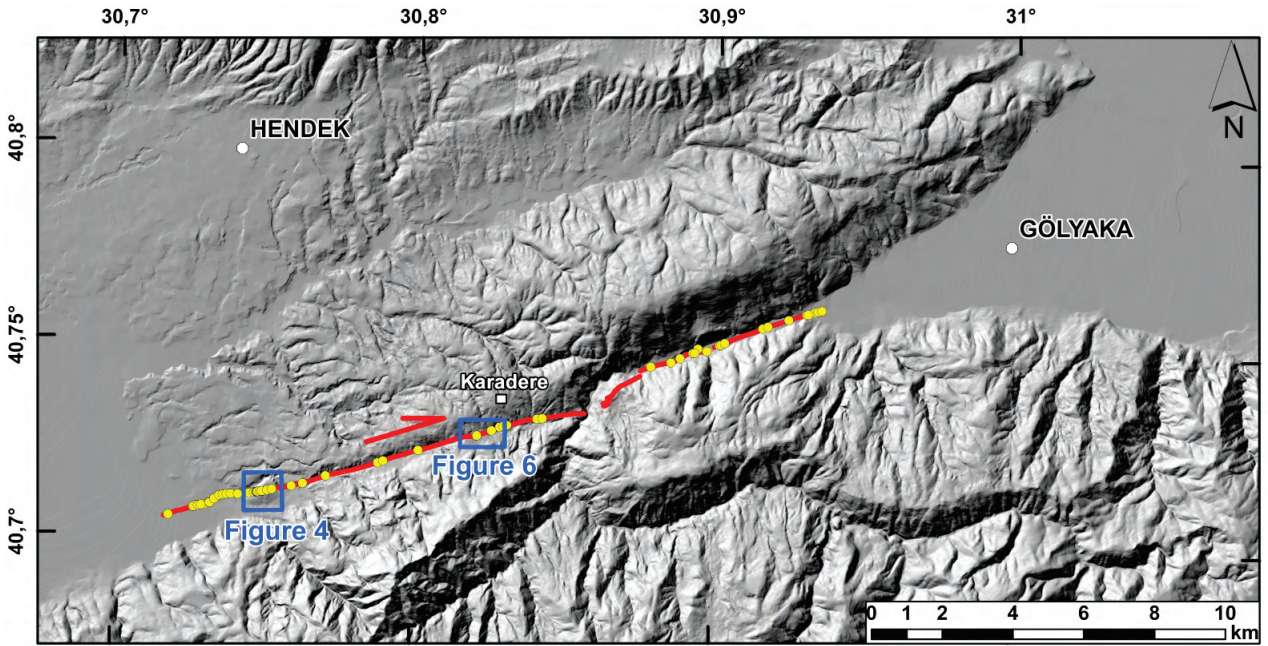 30,7°
30,8°
30,9°
31°
N
40,8°
HENDEK
GÖLYAKA
40,75°
Karadere
Figure 6
Figure 4
40,7°
0 1 2 4 6 8 10
km